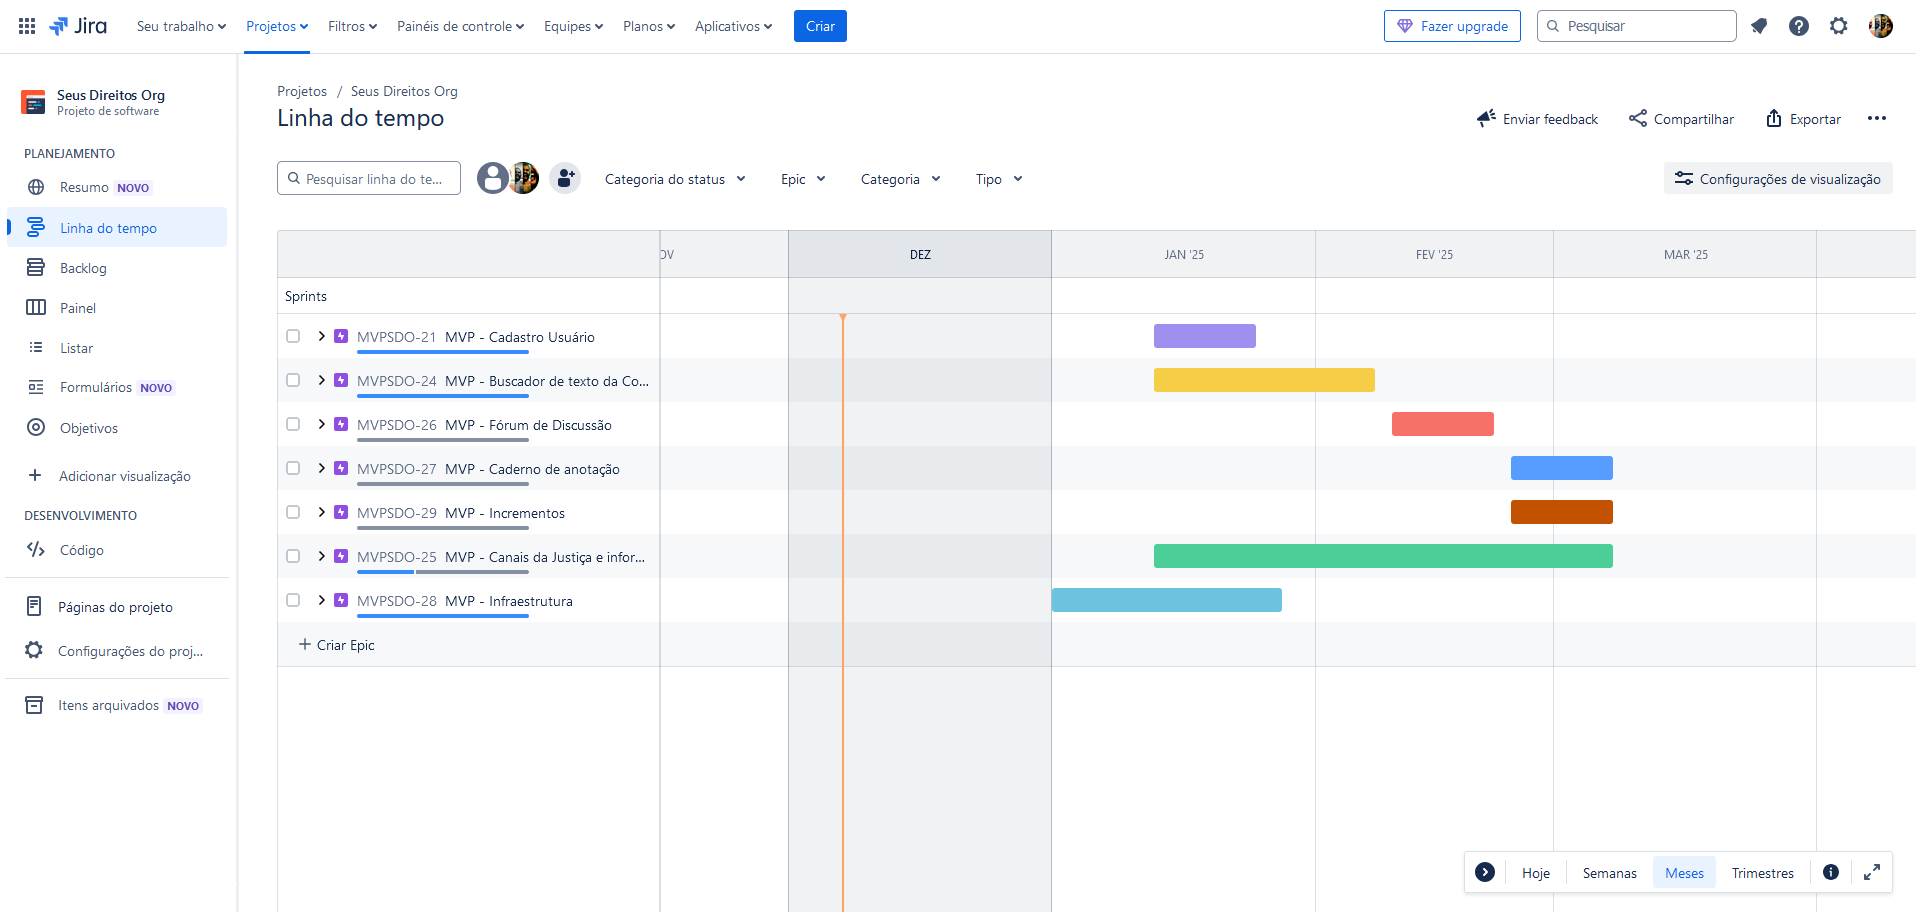 Jira Seu trabalho Projetos Filtros Painéis de controle Equipes Planos Aplicativos Criar Fazer upgrade Pesquisar
Seus Direitos Org
Projeto de software
PLANEJAMENTO
Resumo NOVO
Linha do tempo
Backlog
Painel
Listar
Formulários NOVO
Objetivos
Adicionar visualização
DESENVOLVIMENTO
Código
Páginas do projeto
Configurações do proj...
Itens arquivados NOVO
Projetos / Seus Direitos Org
Linha do tempo
Enviar feedback Compartilhar Exportar
Pesquisar linha do te... Categoria do status Epic Categoria Tipo Configurações de visualização
OV DEZ JAN '25 FEV '25 MAR '25
Sprints
MVPSDO-21 MVP - Cadastro Usuário
MVPSDO-24 MVP - Buscador de texto da Co...
MVPSDO-26 MVP - Fórum de Discussão
MVPSDO-27 MVP - Caderno de anotação
MVPSDO-29 MVP - Incrementos
MVPSDO-25 MVP - Canais da Justiça e infor...
MVPSDO-28 MVP - Infraestrutura
+ Criar Epic
Hoje Semanas Meses Trimestres